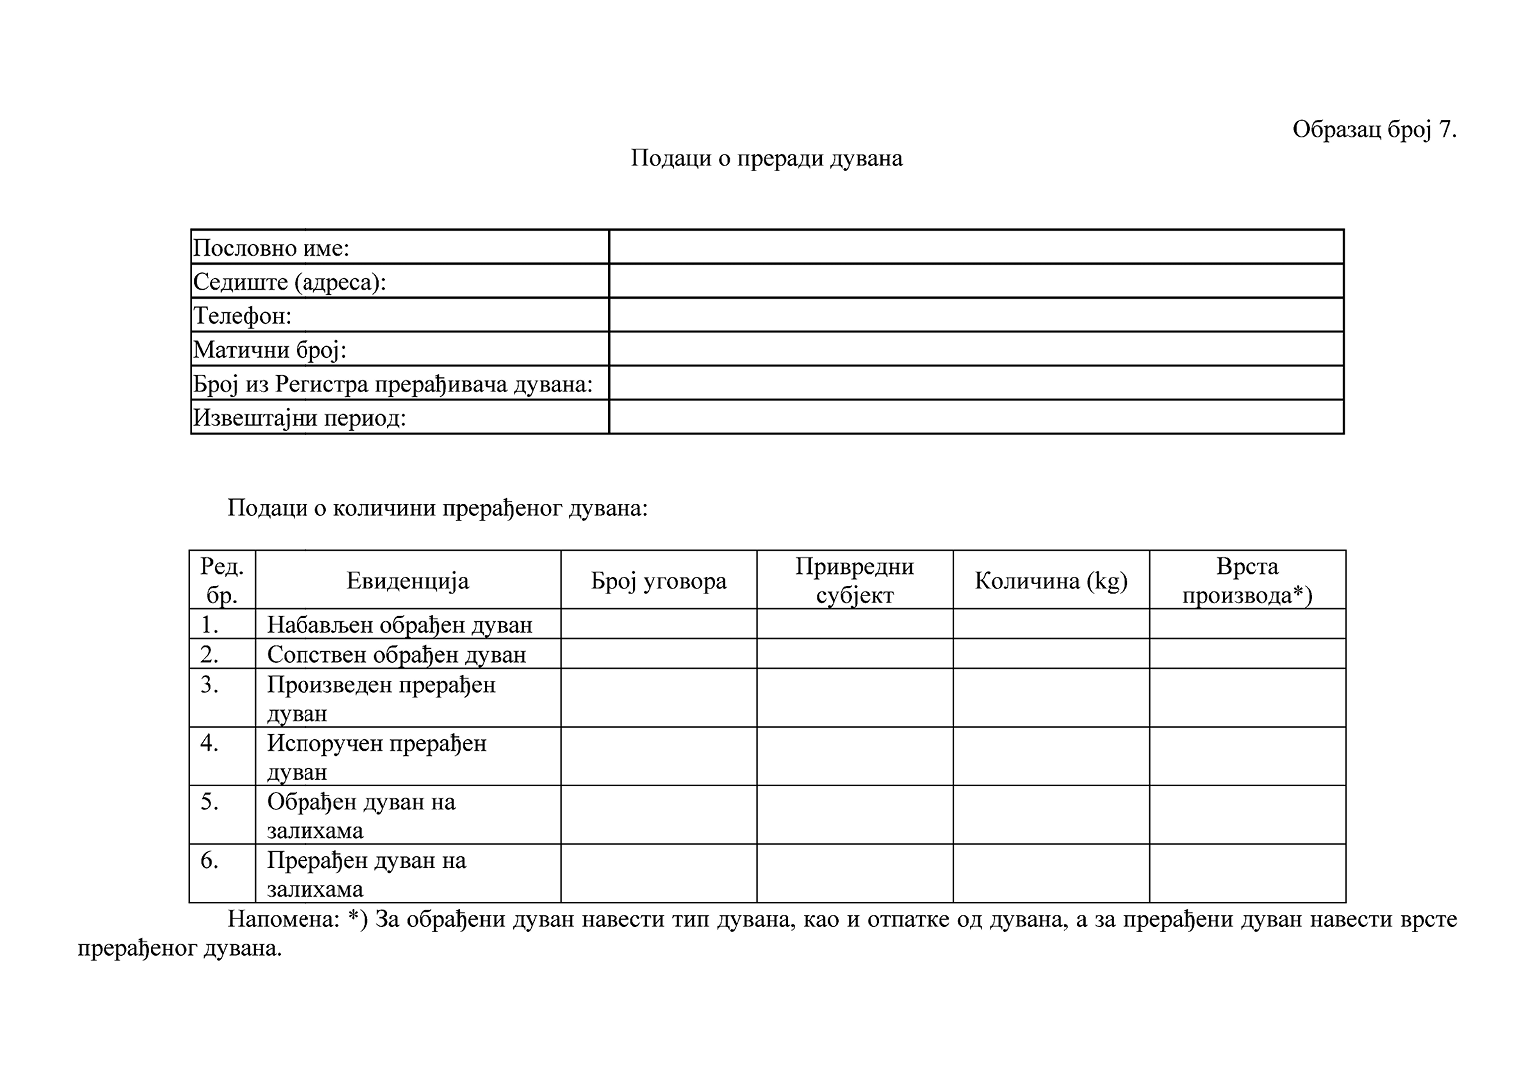 Образац број 7.
Подаци о преради дувана
Пословно име:
Седиште (адреса):
Телефон:
Матични број:
Број из Регистра прерађивача дувана:
Извештајни период:
Подаци о количини прерађеног дувана:
Ред. бр. Евиденција Број уговора Привредни субјект Количина (kg) Врста производа*)
1. Набављен обрађен дуван
2. Сопствен обрађен дуван
3. Произведен прерађен
дуван
4. Испоручен прерађен
дуван
5. Обрађен дуван на
залихама
6. Прерађен дуван на
залихама
Напомена: *) За обрађени дуван навести тип дувана, као и отпатке од дувана, а за прерађени дуван навести врсте
прерађеног дувана.